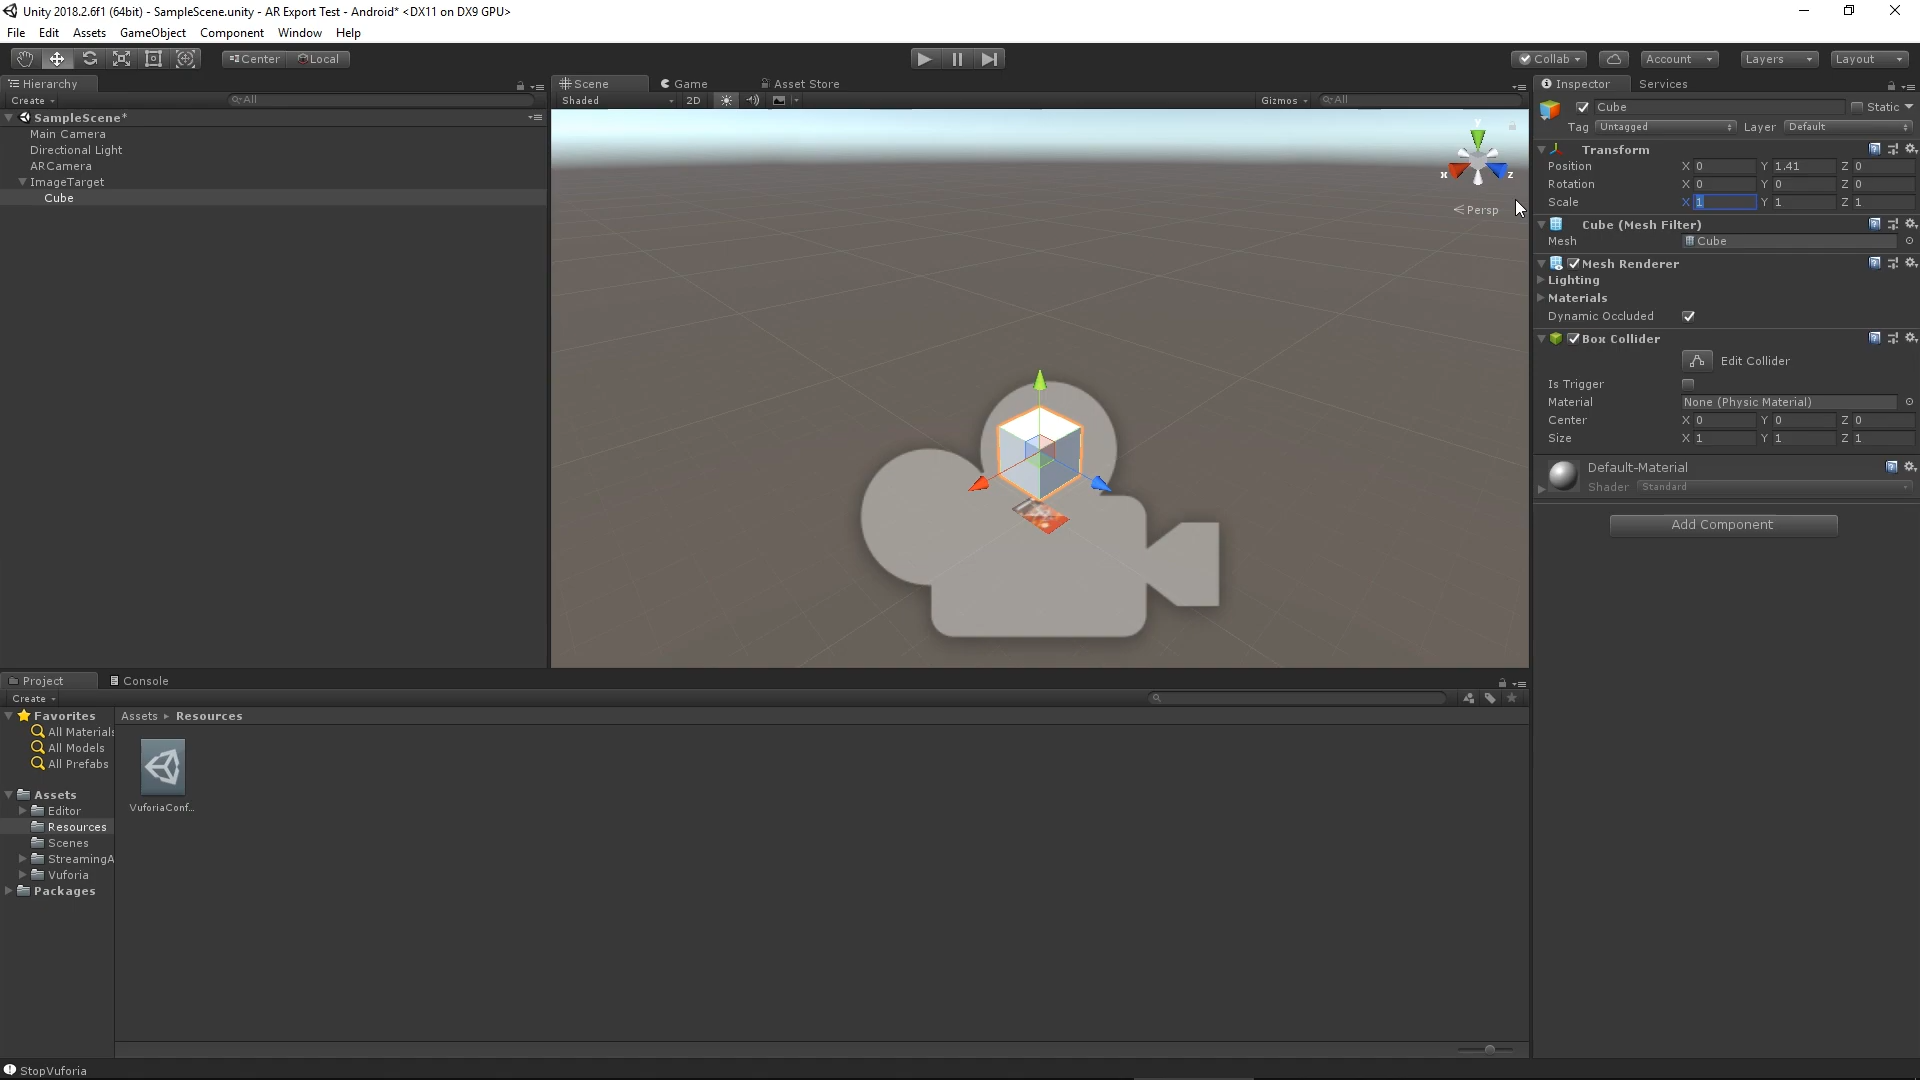 Unity 2018.2.6f1 (64bit) - SampleScene.unity - AR Export Test - Android* <DX11 on DX9 GPU>
File Edit Assets GameObject Component Window Help
Center Local Collab Account Layers Layout
Hierarchy
Create All
SampleScene*
Main Camera
Directional Light
ARCamera
ImageTarget
Cube
Scene Game Asset Store
Shaded 2D Gizmos All
y
x z
Persp
Inspector Services
Cube Static
Tag Untagged Layer Default
Transform
Position X 0 Y 1.41 Z 0
Rotation X 0 Y 0 Z 0
Scale X 1 Y 1 Z 1
Cube (Mesh Filter)
Mesh Cube
Mesh Renderer
Lighting
Materials
Dynamic Occluded
Box Collider
Edit Collider
Is Trigger
Material None (Physic Material)
Center X 0 Y 0 Z 0
Size X 1 Y 1 Z 1
Default-Material
Shader Standard
Add Component
Project Console
Create
Favorites
All Materials
All Models
All Prefabs
Assets
Editor
Resources
Scenes
StreamingA
Vuforia
Packages
Assets Resources
VuforiaConf...
StopVuforia